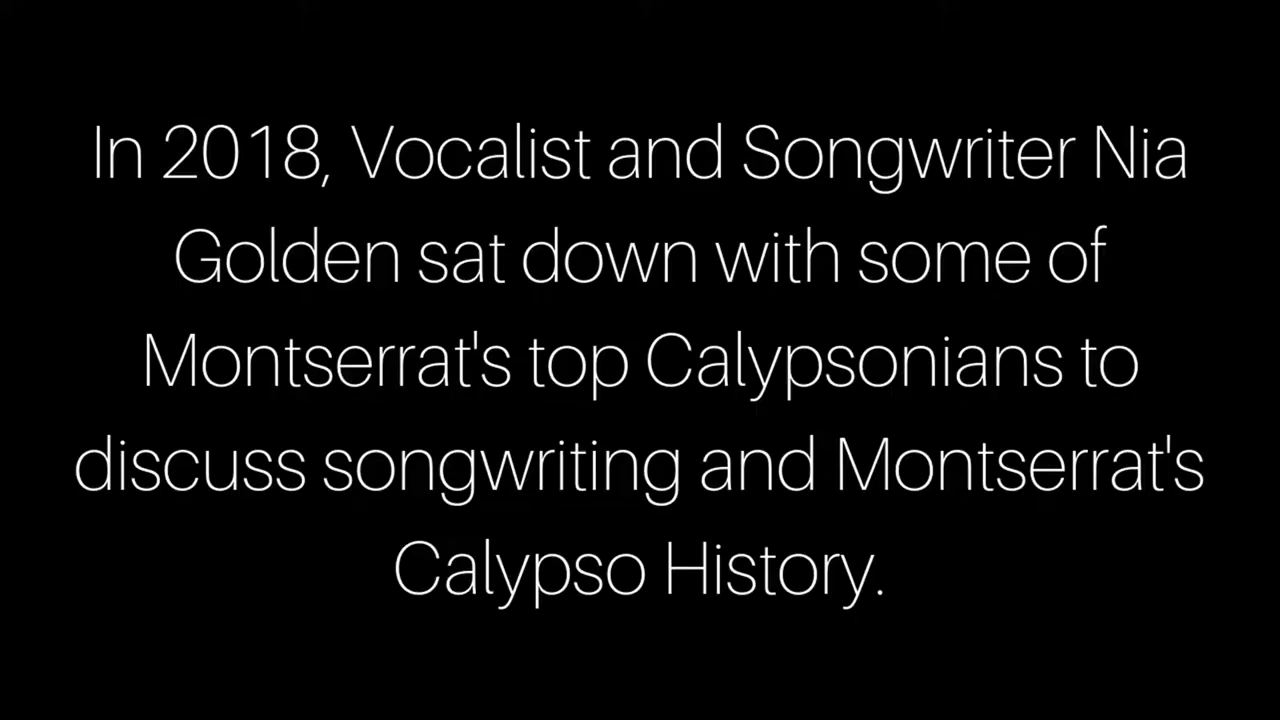 In 2018, Vocalist and Songwriter Nia
Golden sat down with some of
Montserrat's top Calypsonians to
discuss songwriting and Montserrat's
Calypso History.